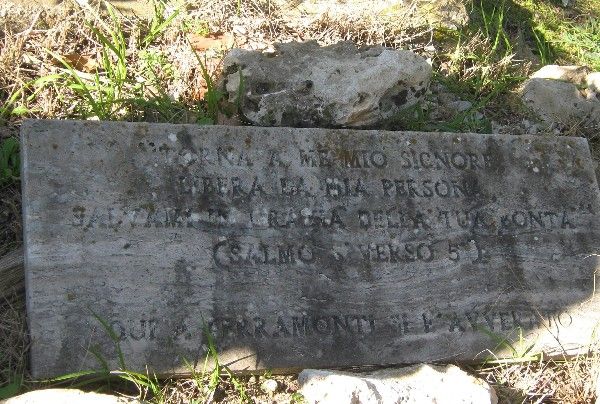 "TORNA A ME MIO SIGNORE
LIBERA LA MIA PERSONA
SALVAMI IN GRAZIA DELLA TUA BONTA'"
(SALMO 6 VERSO 5°)
QUI A FERRAMONTI SI E' AVVERATO